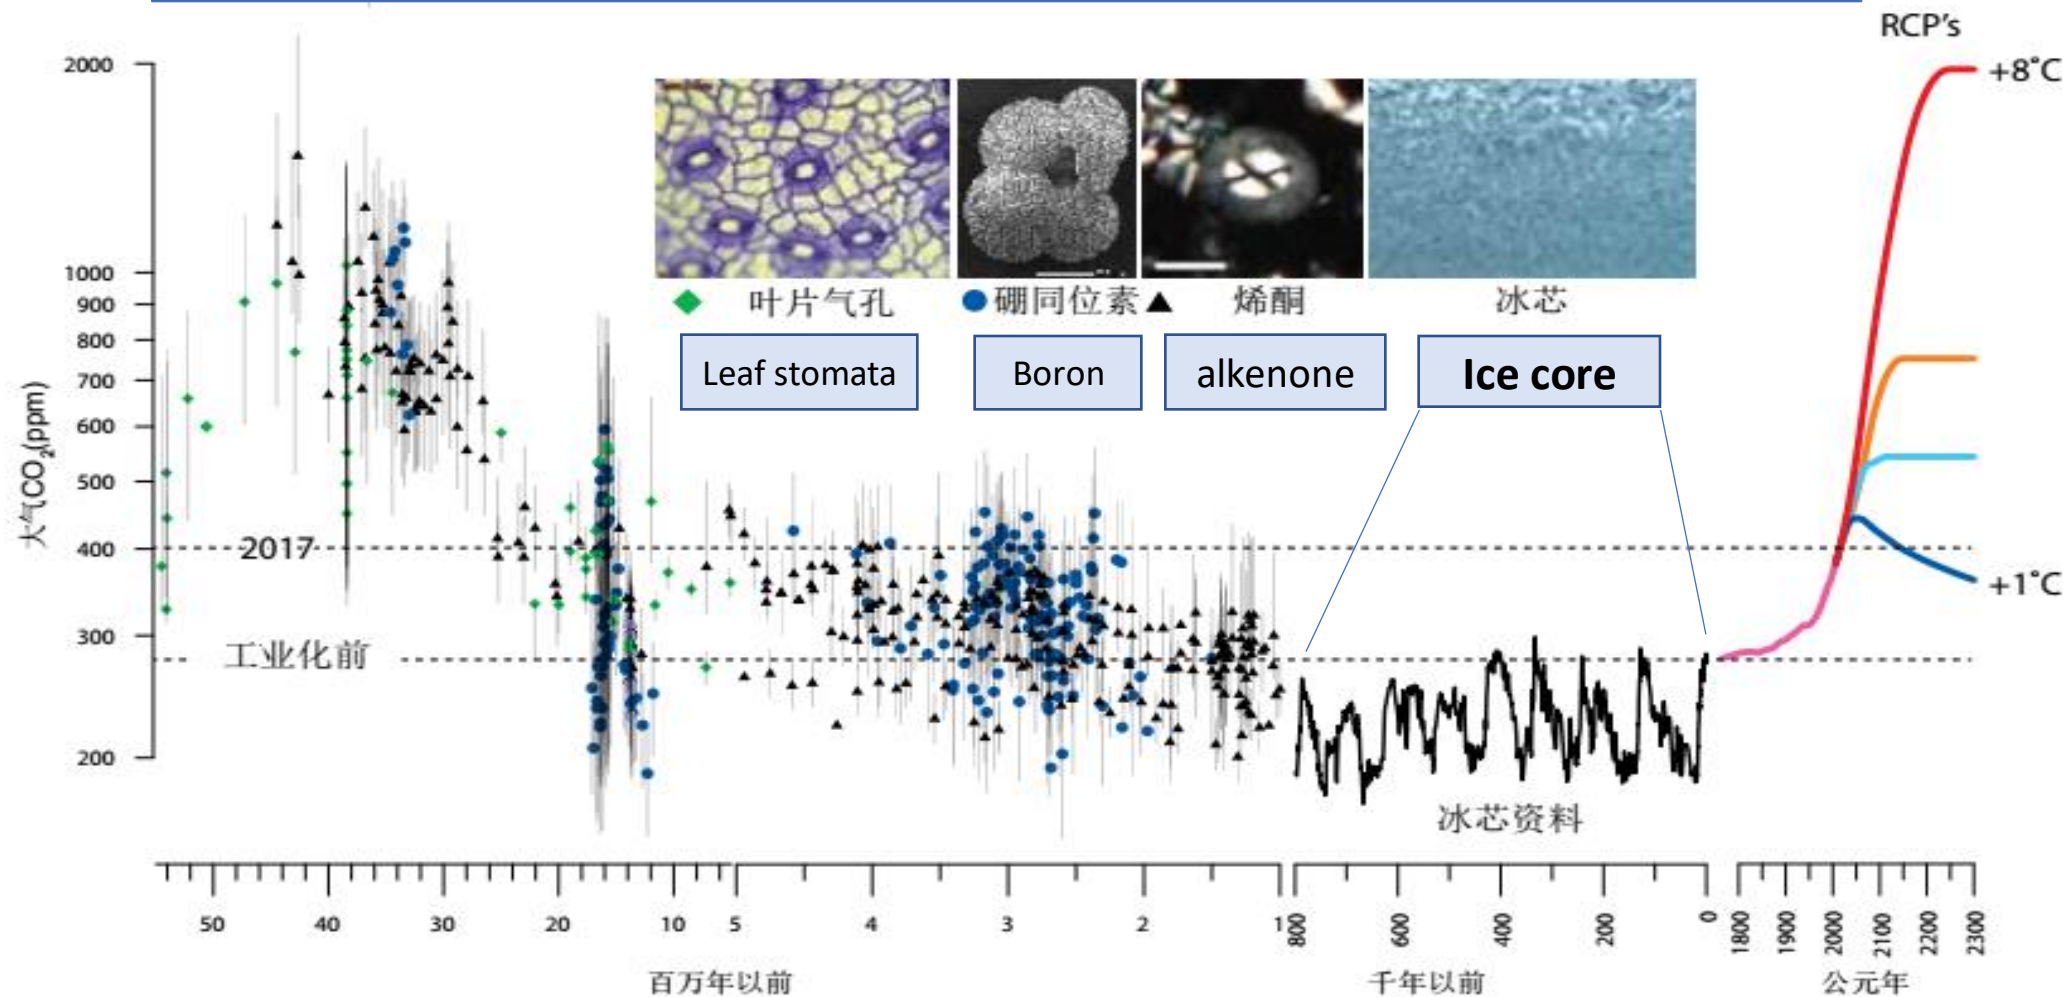 RCP's
+8°C
+1°C
大气CO₂(ppm)
2000
1000
900
800
700
600
500
400
300
200
2017
工业化前
叶片气孔
硼同位素
烯酮
冰芯
Leaf stomata
Boron
alkenone
Ice core
冰芯资料
50 40 30 20 10 5 4 3 2 1
800 600 400 200 0
1800 1900 2000 2100 2200 2300
百万年以前
千年以前
公元年